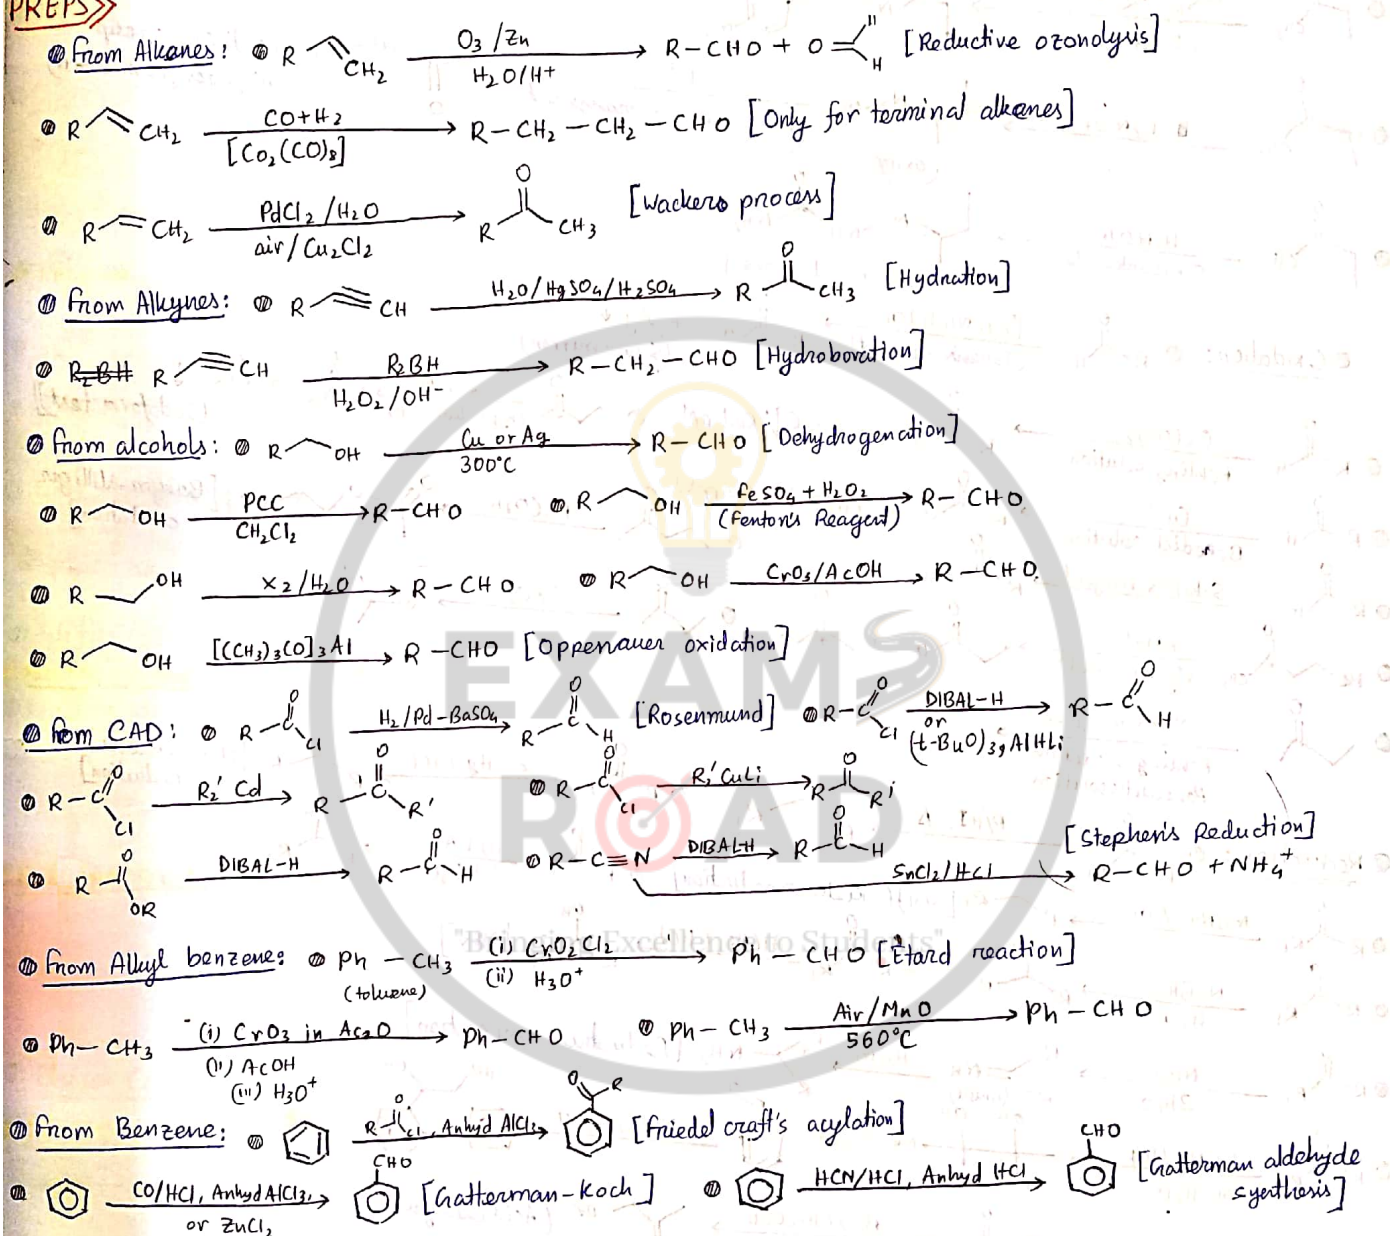 PREPS>>
From Alkanes: R CH2 O3/Zn H2O/H+ R-CHO + O H [Reductive ozonolysis]
R CH2 CO+H2 [Co2(CO)8] R-CH2-CH2-CHO [Only for terminal alkenes]
R CH2 PdCl2/H2O air/Cu2Cl2 R O CH3 [Wackers process]
From Alkynes: R CH H2O/HgSO4/H2SO4 R O CH3 [Hydration]
R2BH R CH R2BH H2O2/OH- R-CH2-CHO [Hydroboration]
From alcohols: R OH Cu or Ag 300°C R-CHO [Dehydrogenation]
R OH PCC CH2Cl2 R-CHO R OH FeSO4+H2O2 (Fenton's Reagent) R-CHO
R OH X2/H2O R-CHO R OH CrO3/AcOH R-CHO
R OH [(CH3)3CO]3Al R-CHO [Oppenauer oxidation]
EXAMS
From CAD: R-C O Cl H2/Pd-BaSO4 R C O H [Rosenmund] R-C O Cl DIBAL-H or (t-BuO)3AlHLi R-C O H
ROAD
R-C O Cl R2'Cd R C O R' R-C O Cl R2'CuLi R O R'
R O OR DIBAL-H R-C O H R-C≡N DIBAL-H R-C O H SnCl2/HCl R-CHO + NH4+ [Stephen's Reduction]
"Bringing Excellence to Students"
From Alkyl benzene: Ph-CH3 (toluene) (i) CrO2Cl2 (ii) H3O+ Ph-CHO [Etard reaction]
Ph-CH3 (i) CrO3 in Ac2O (ii) AcOH (iii) H3O+ Ph-CHO Ph-CH3 Air/MnO 560°C Ph-CHO
From Benzene: R O Cl, Anhyd AlCl3, O R [Friedel craft's acylation]
CO/HCl, Anhyd AlCl3, or ZnCl2 CHO [Gatterman-Koch] HCN/HCl, Anhyd HCl CHO [Gatterman aldehyde synthesis]